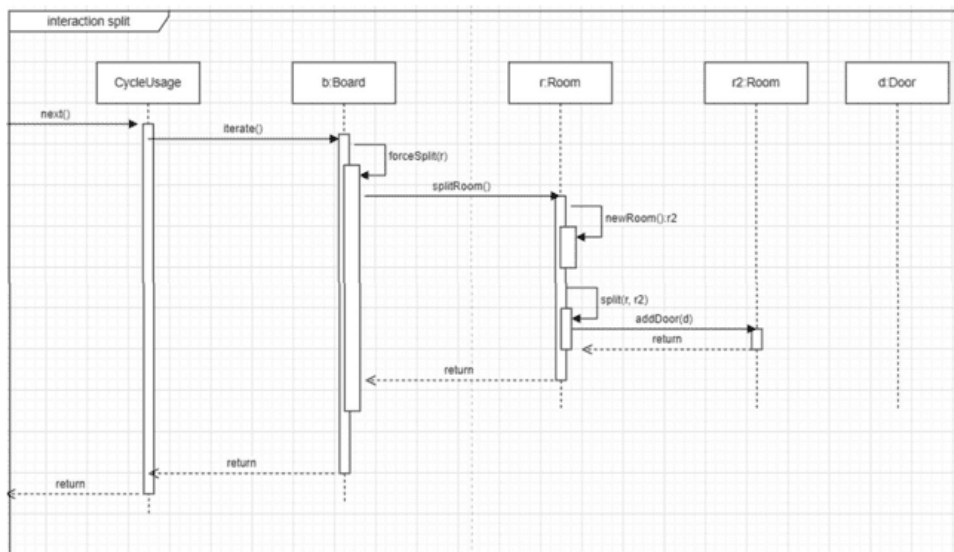 interaction split
CycleUsage
b:Board
r:Room
r2:Room
d:Door
next()
iterate()
forceSplit(r)
splitRoom()
newRoom():r2
split(r, r2)
addDoor(d)
return
return
return
return